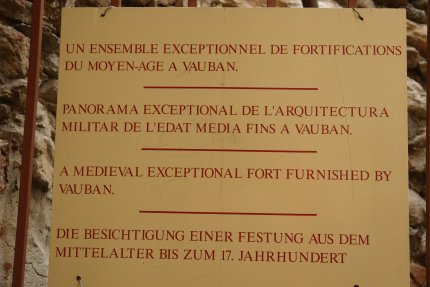 UN ENSEMBLE EXCEPTIONNEL DE FORTIFICATIONS
DU MOYEN-AGE A VAUBAN.
PANORAMA EXCEPTIONAL DE L'ARQUITECTURA
MILITAR DE L'EDAT MEDIA FINS A VAUBAN.
A MEDIEVAL EXCEPTIONAL FORT FURNISHED BY
VAUBAN.
DIE BESICHTIGUNG EINER FESTUNG AUS DEM
MITTELALTER BIS ZUM 17. JAHRHUNDERT